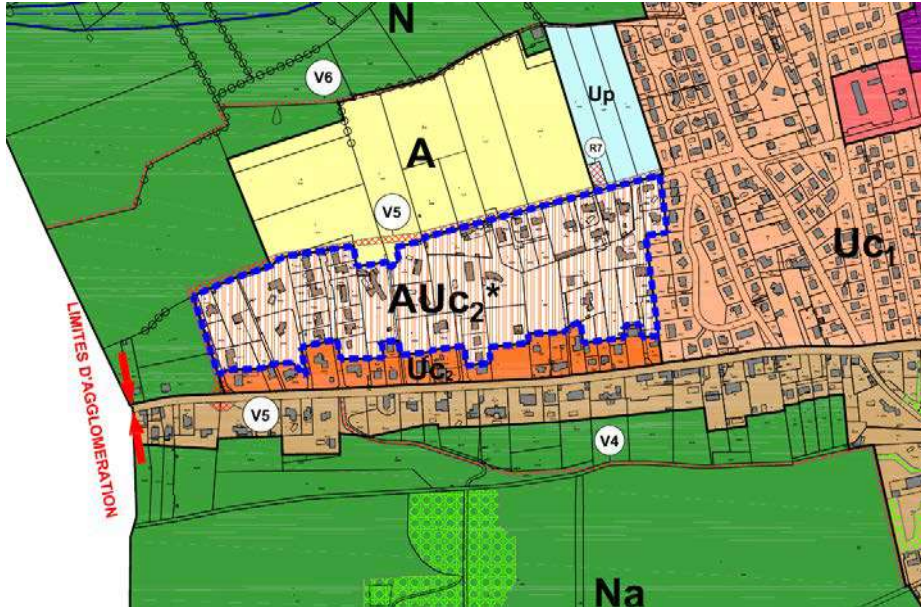 N
V6
Up
A
R7
V5
Uc1
AUc2*
LIMITES D'AGGLOMERATION
Uc2
V5
V4
Na